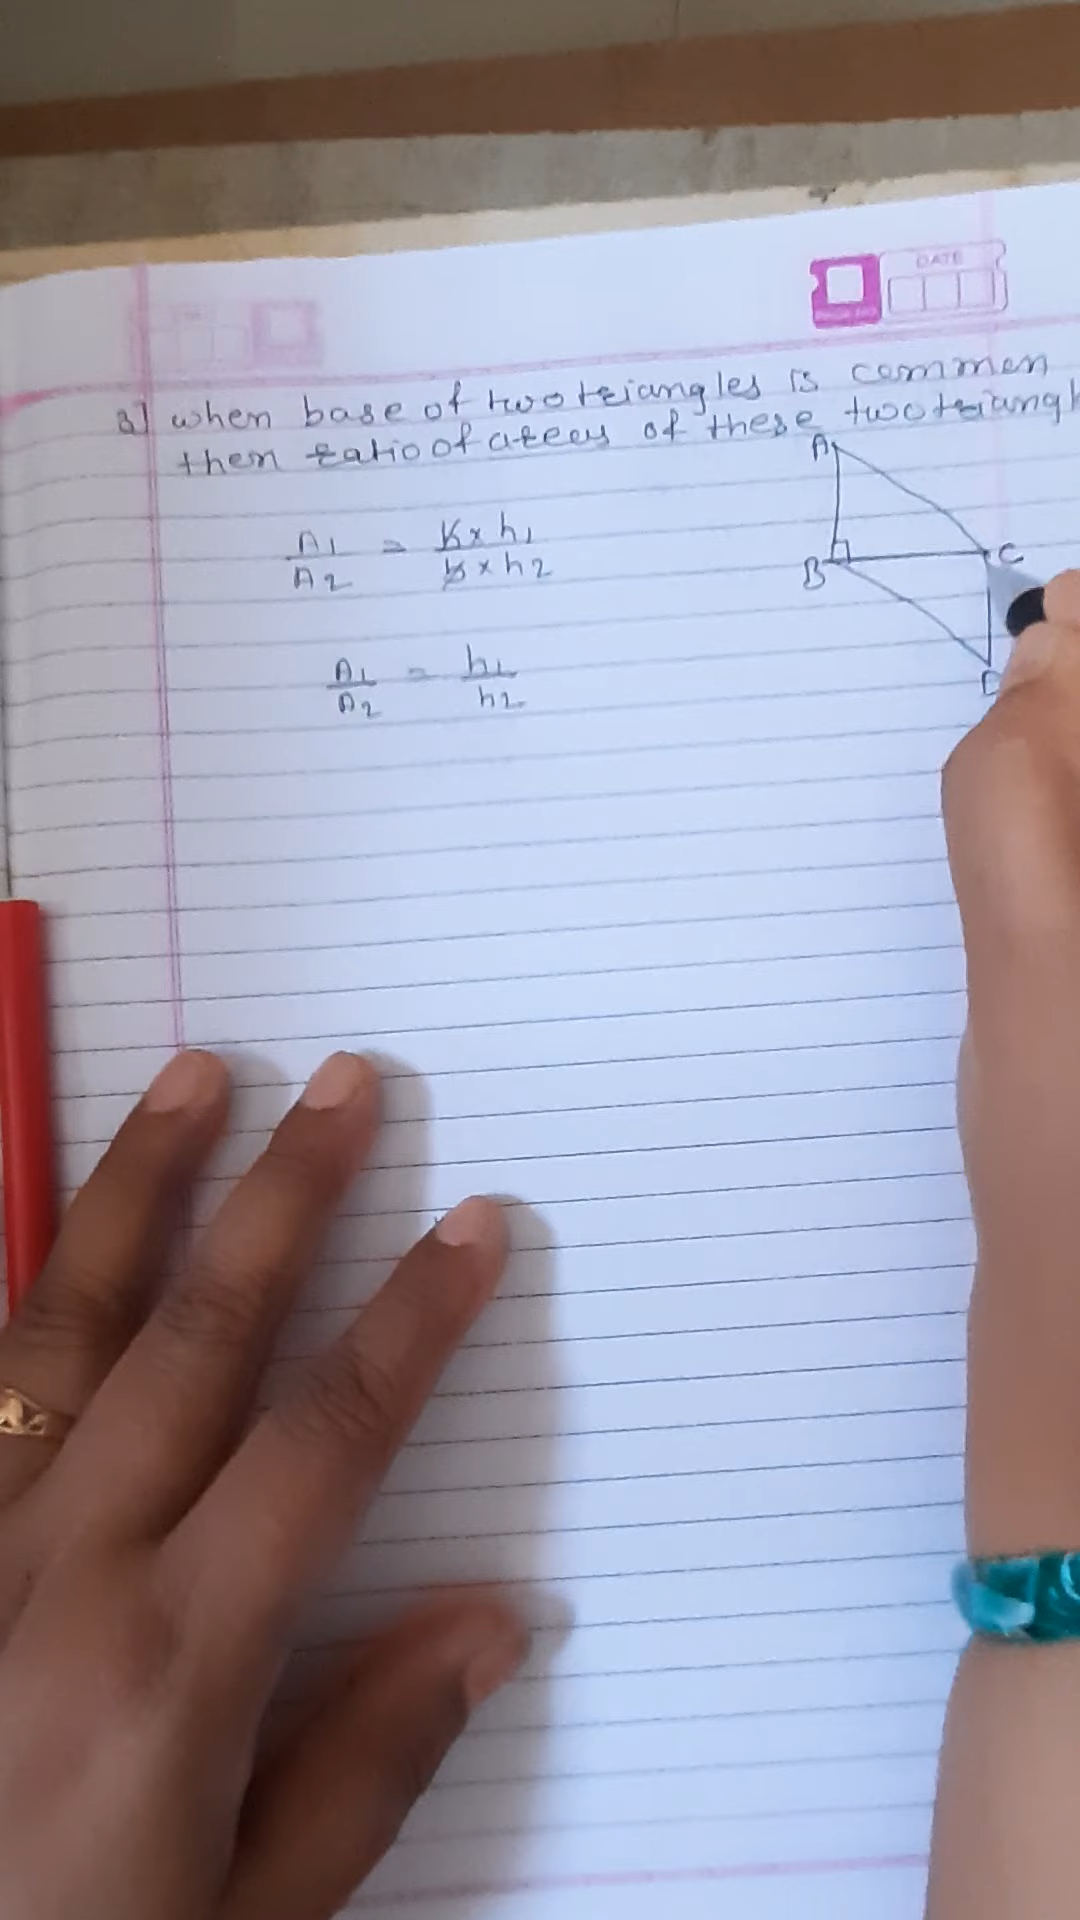 DATE
3] when base of two triangles is common
then ratio of areas of these two triangl
A
A1/A2 = b x h1/b x h2
B
C
A1/A2 = h1/h2
D